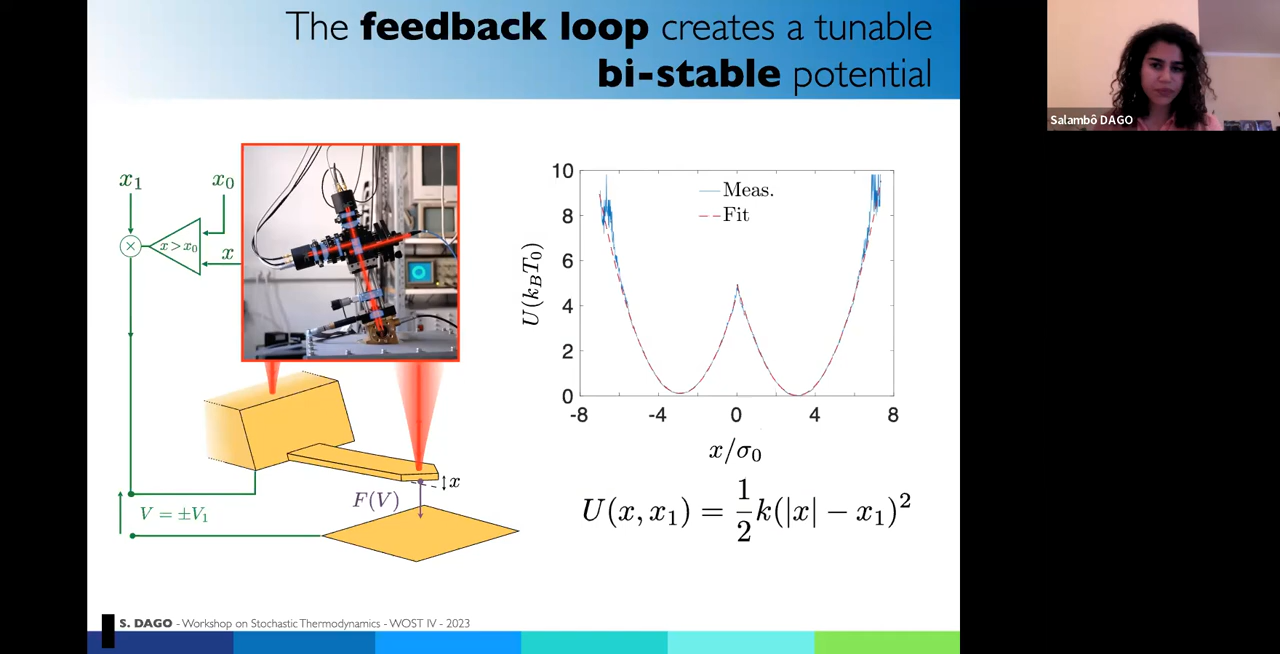 The feedback loop creates a tunable
bi-stable potential
Salambô DAGO
x₁
x₀
x > x₀
x
V = ±V₁
F(V)
x
10
8
6
4
2
0
U(k_BT₀)
Meas.
Fit
-8
-4
0
4
8
x/σ₀
U(x, x₁) = 1/2 k(|x| − x₁)²
S. DAGO - Workshop on Stochastic Thermodynamics - WOST IV - 2023